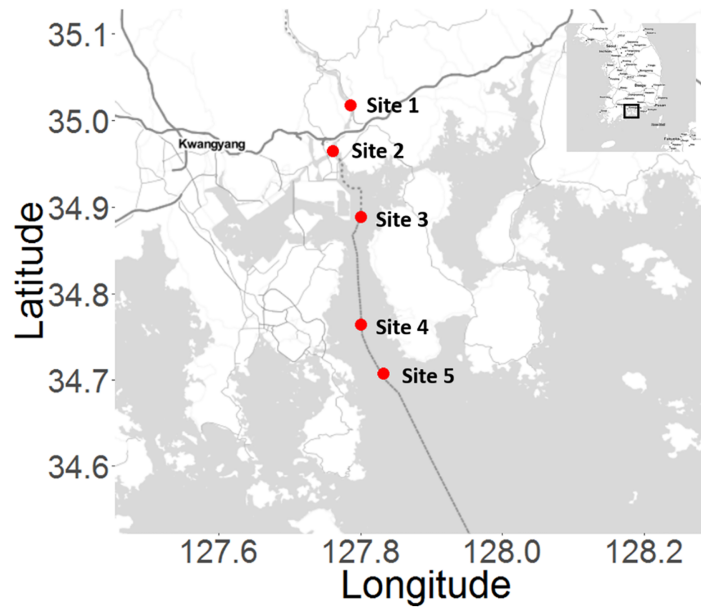 35.1
35.0
34.9
34.8
34.7
34.6
Latitude
Kwangyang
Site 1
Site 2
Site 3
Site 4
Site 5
127.6
127.8
128.0
128.2
Longitude